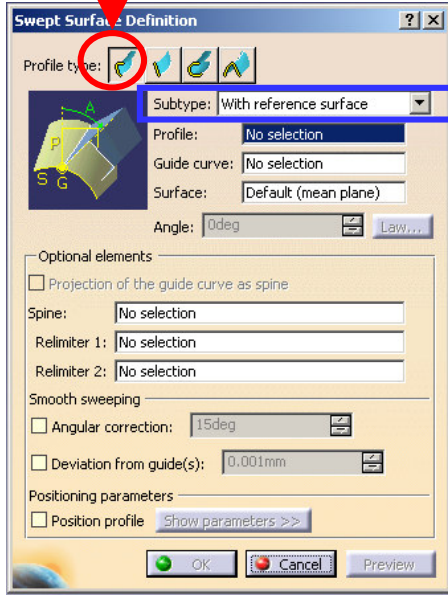 Swept Surface Definition
Profile type:
Subtype: With reference surface
A
P
S G
Profile: No selection
Guide curve: No selection
Surface: Default (mean plane)
Angle: 0deg Law...
Optional elements
Projection of the guide curve as spine
Spine: No selection
Relimiter 1: No selection
Relimiter 2: No selection
Smooth sweeping
Angular correction: 15deg
Deviation from guide(s): 0.001mm
Positioning parameters
Position profile Show parameters >>
OK Cancel Preview